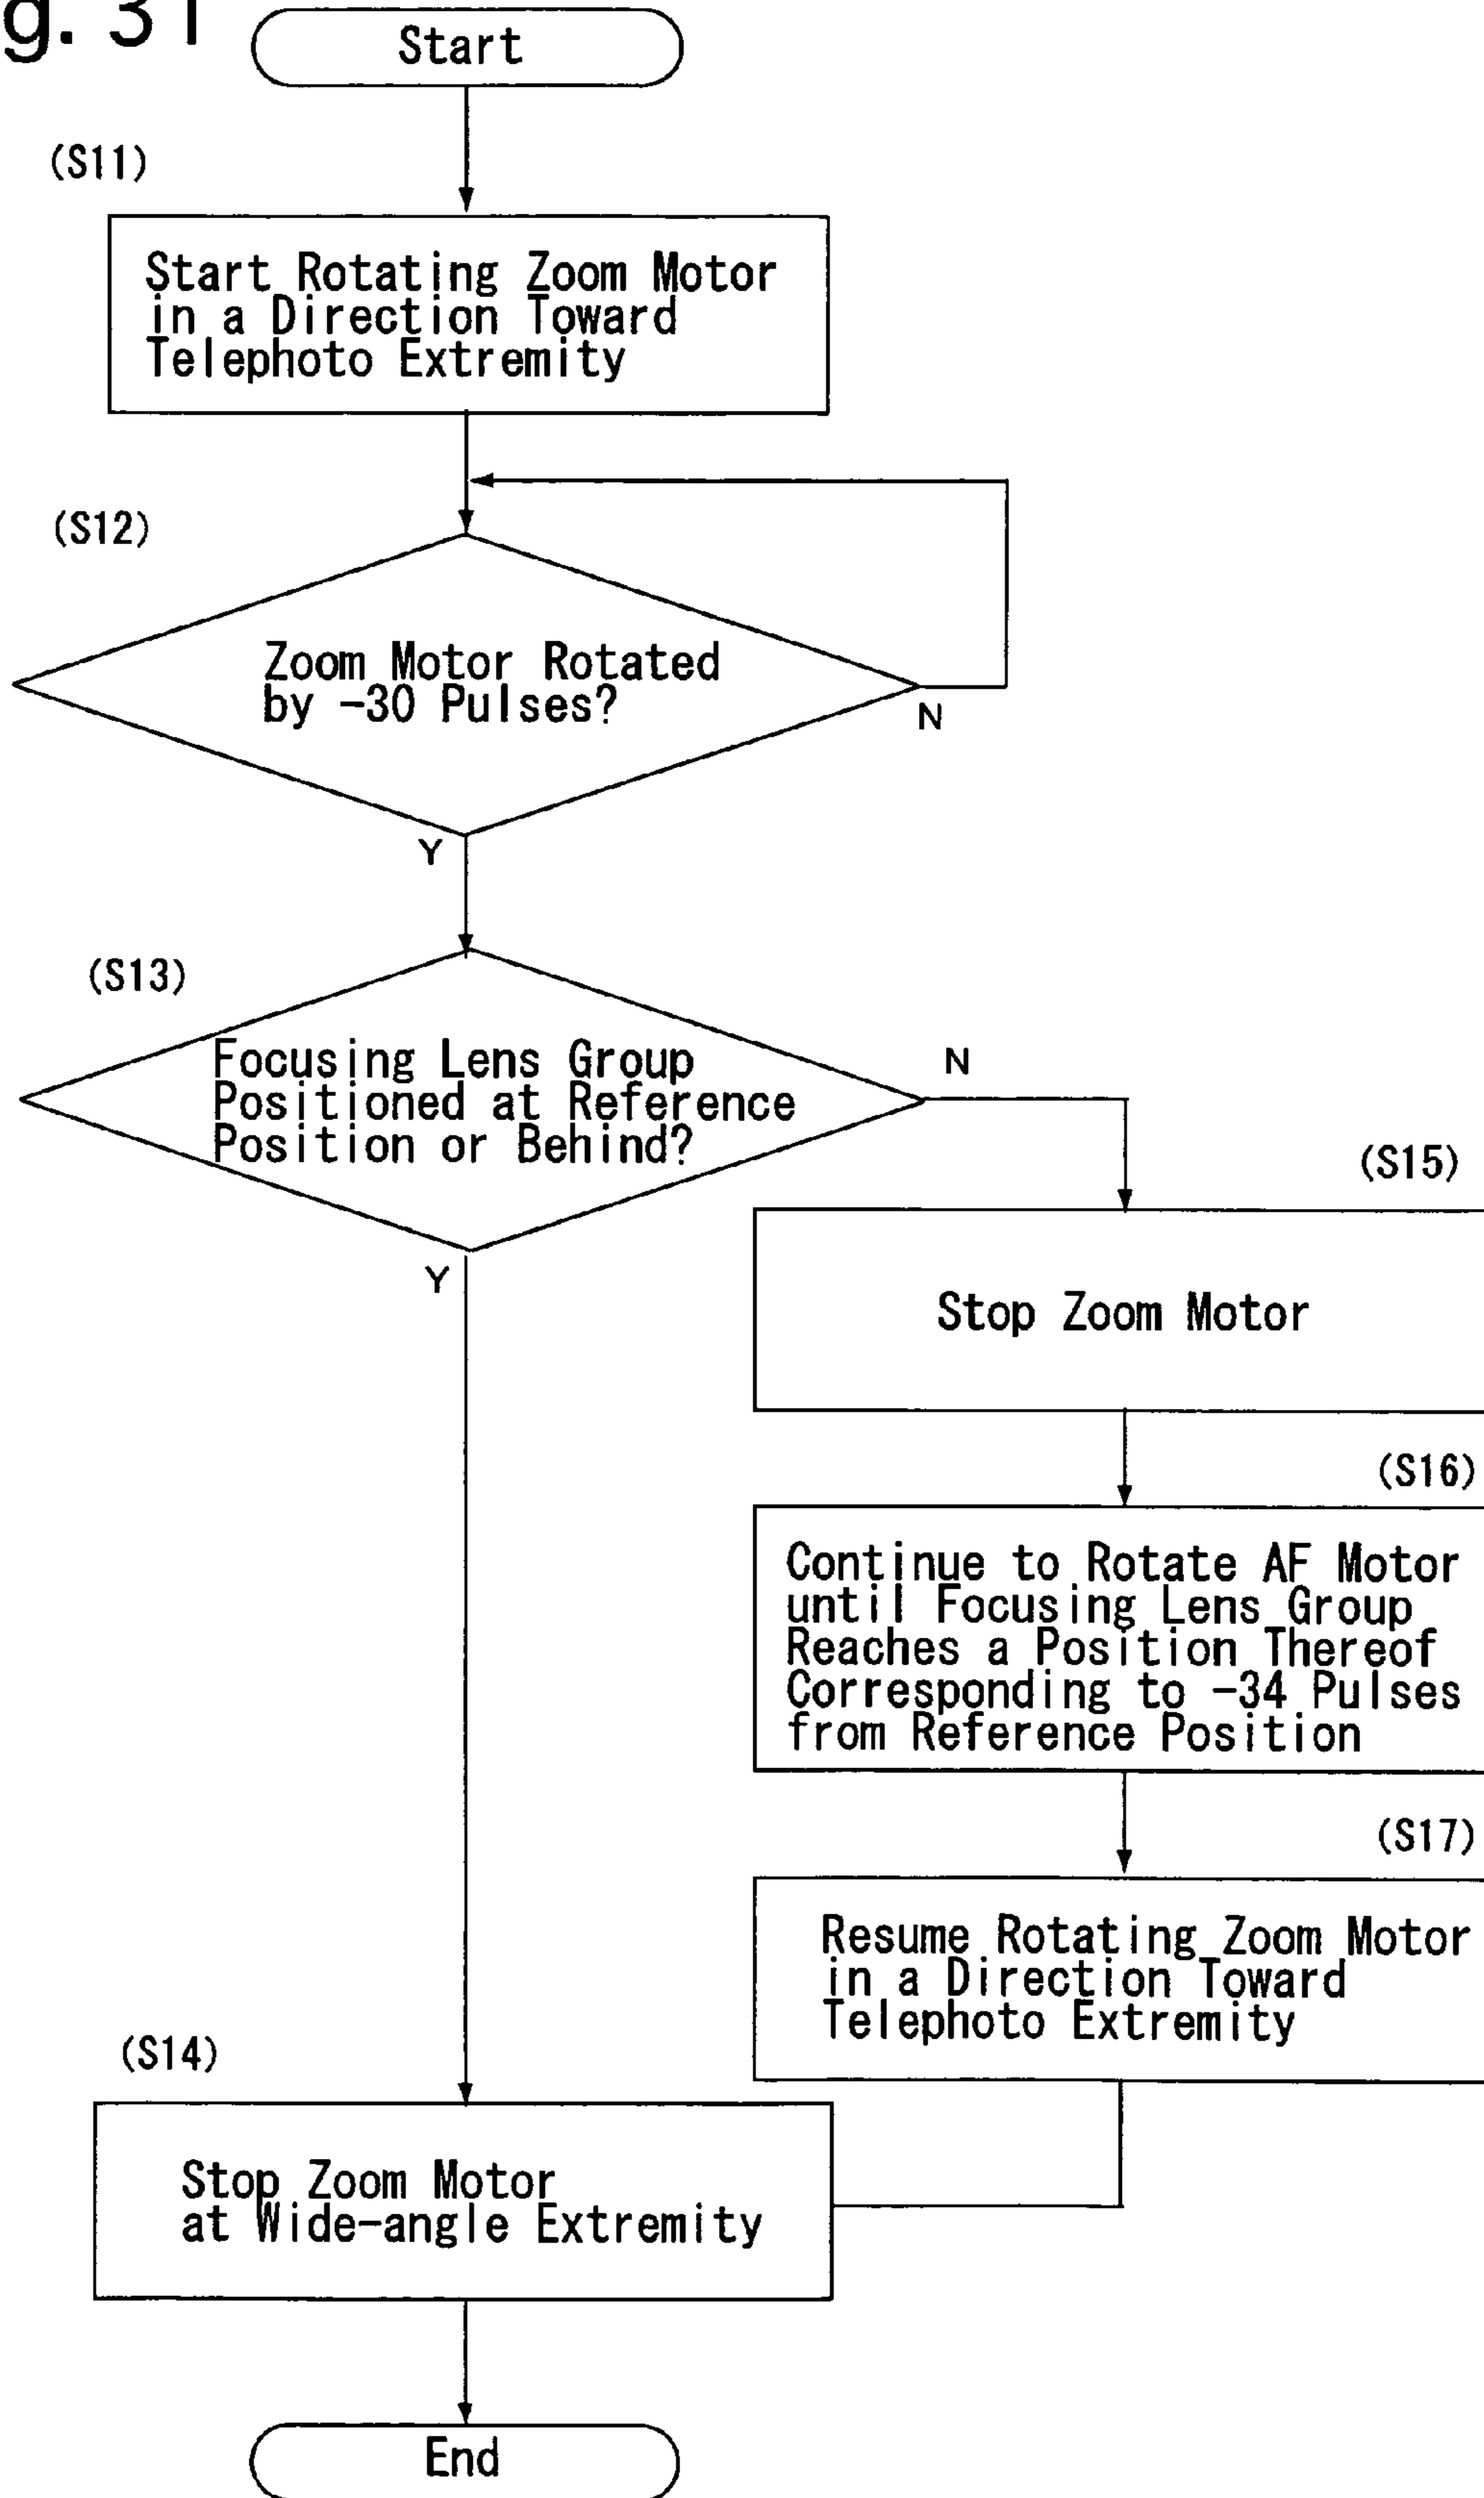 g. 31
Start
(S11)
Start Rotating Zoom Motor
in a Direction Toward
Telephoto Extremity
(S12)
Zoom Motor Rotated
by -30 Pulses?
N
Y
(S13)
Focusing Lens Group
Positioned at Reference
Position or Behind?
N
Y
(S15)
Stop Zoom Motor
(S16)
Continue to Rotate AF Motor
until Focusing Lens Group
Reaches a Position Thereof
Corresponding to -34 Pulses
from Reference Position
(S17)
Resume Rotating Zoom Motor
in a Direction Toward
Telephoto Extremity
(S14)
Stop Zoom Motor
at Wide-angle Extremity
End